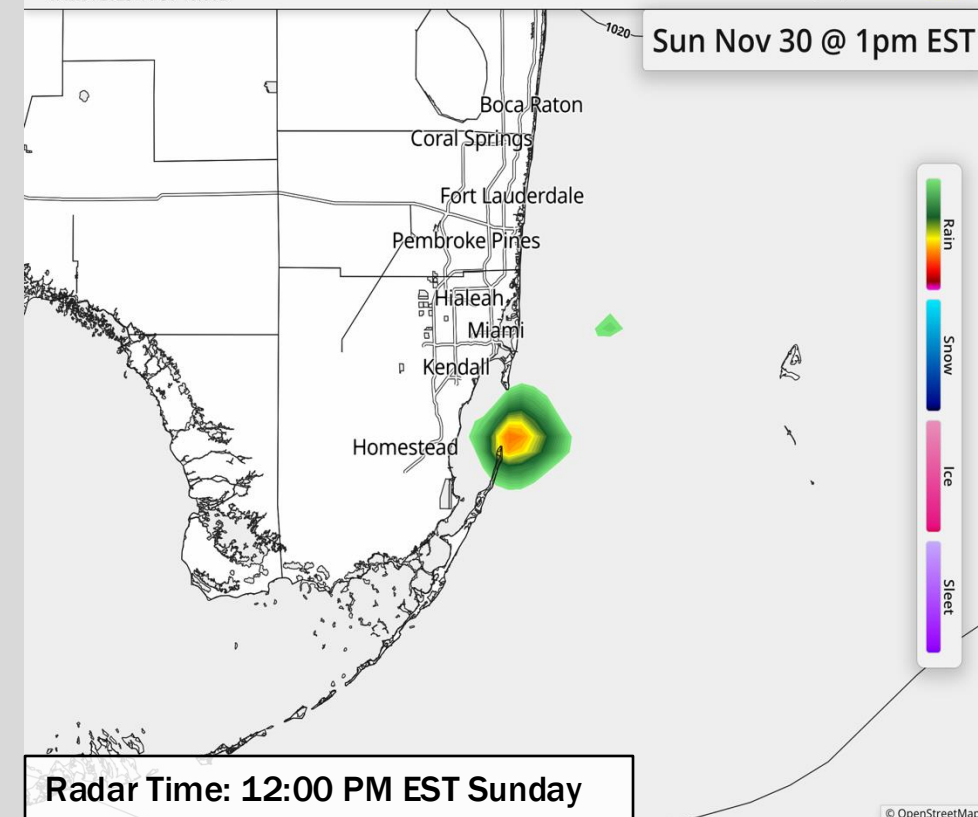 1020
Sun Nov 30 @ 1pm EST
Boca Raton
Coral Springs
Fort Lauderdale
Pembroke Pines
Hialeah
Miami
Kendall
Homestead
Rain
Snow
Ice
Sleet
Radar Time: 12:00 PM EST Sunday
© OpenStreetMap